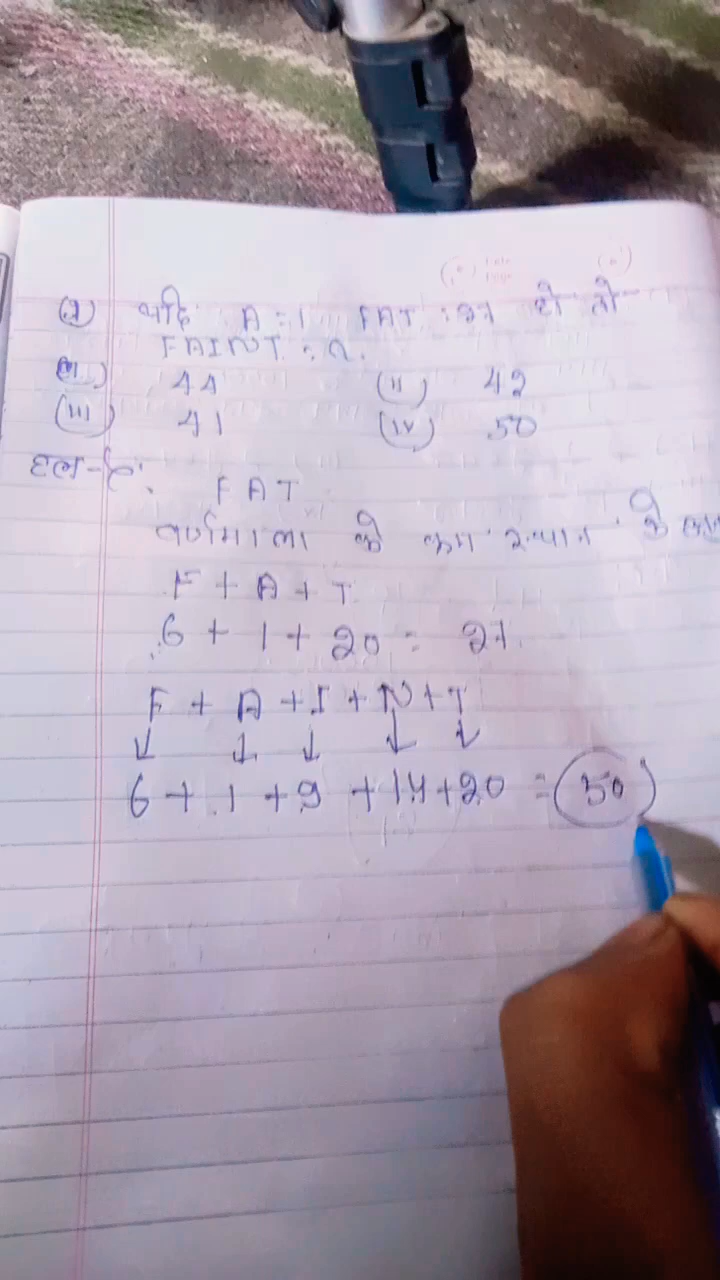 यदि A = 1 FAT = 27 हो तो
FAINT = ?
44 (II) 42
(III) 41 (IV) 50
हल-
FAT
वर्णमाला के क्रम स्थान के
F + A + T
6 + 1 + 20 = 27
F + A + I + N + T
↓ ↓ ↓ ↓ ↓
6 + 1 + 9 + 14 + 20 = 50